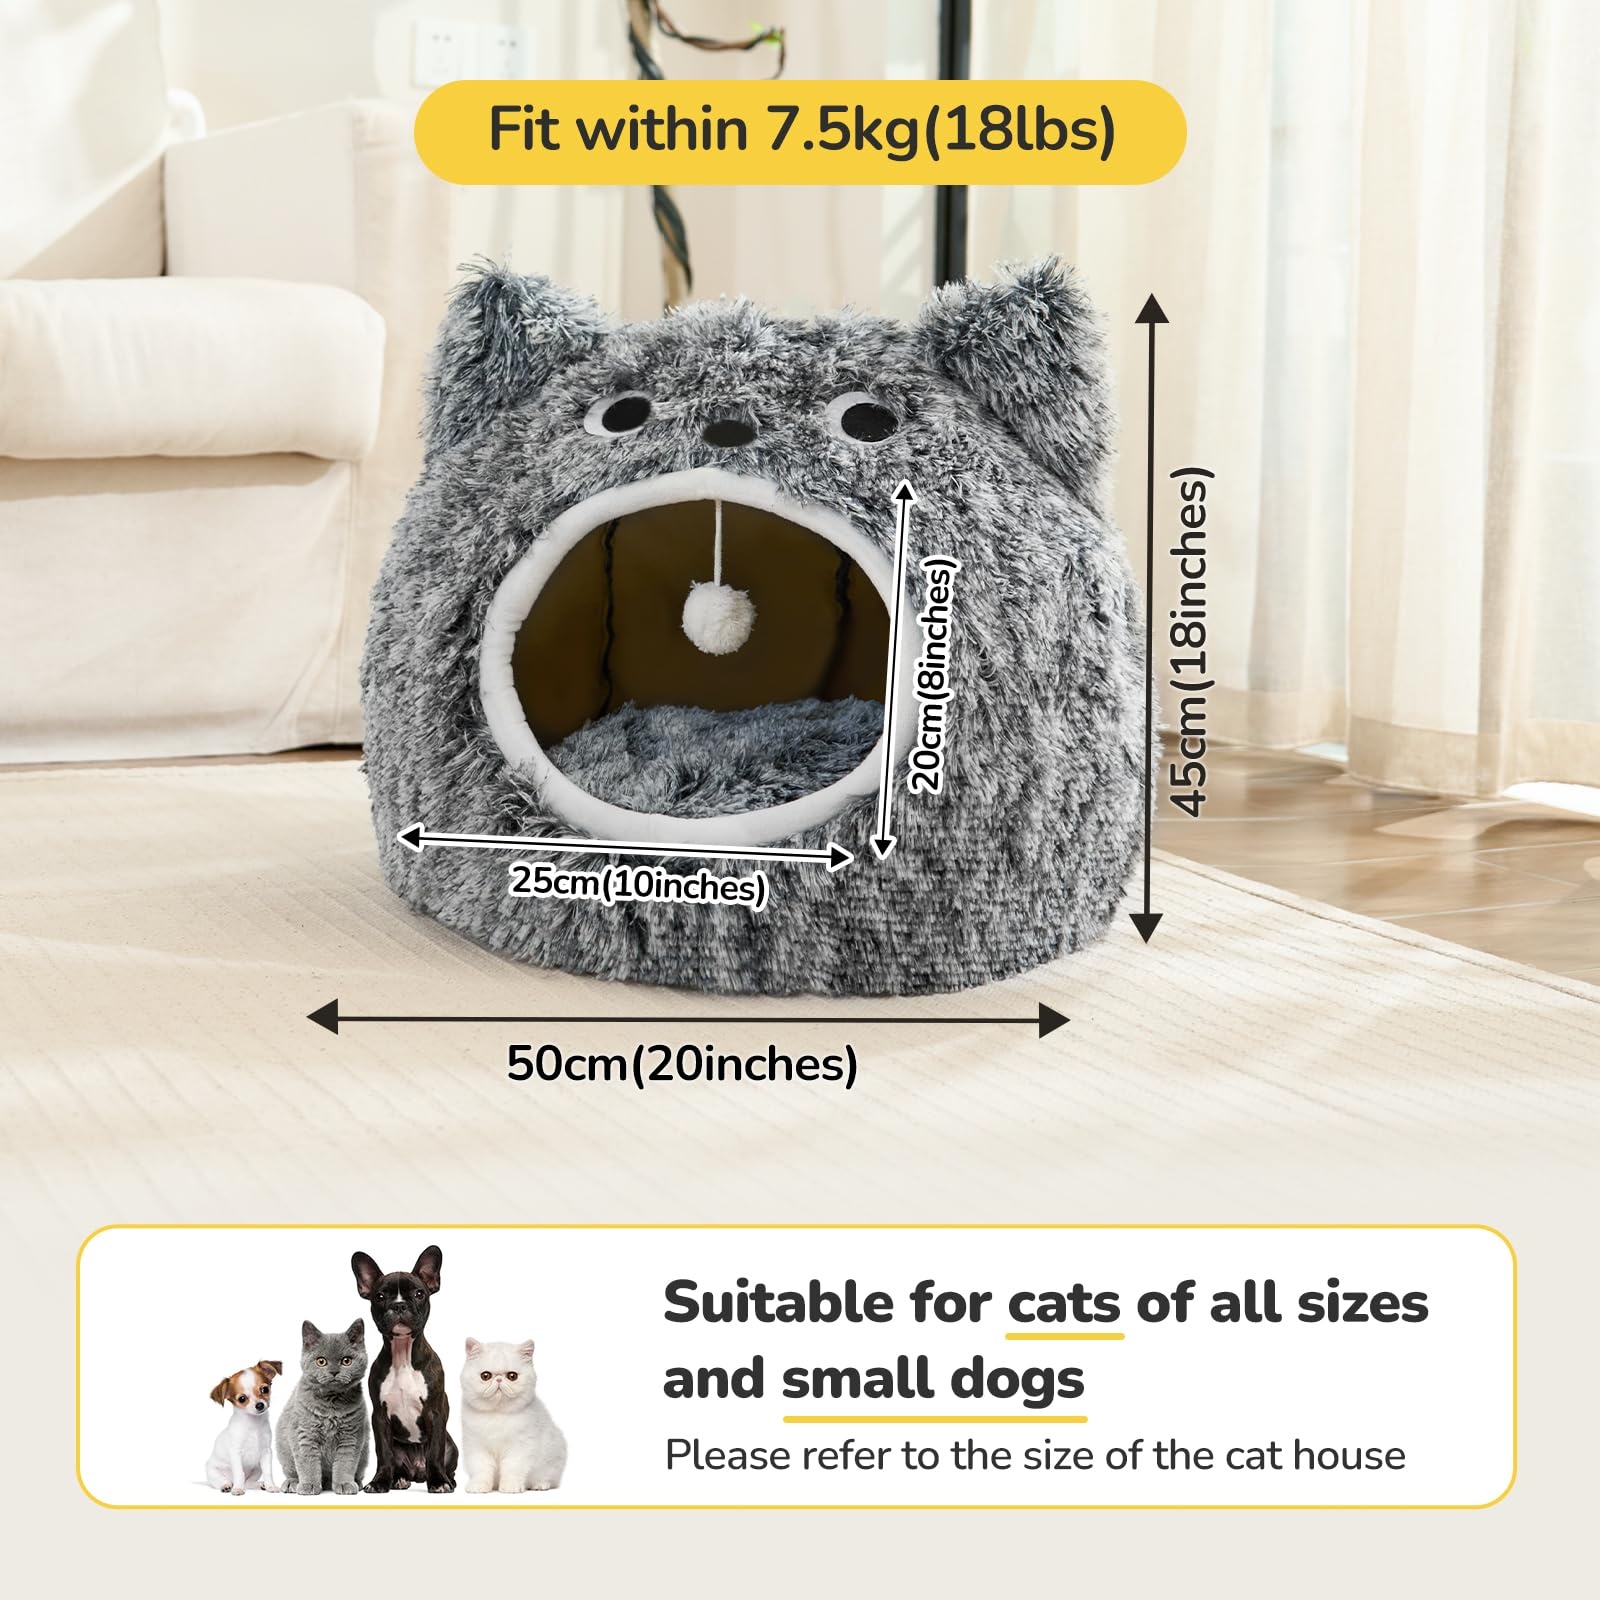 Fit within 7.5kg(18lbs)
20cm(8inches)
45cm(18inches)
25cm(10inches)
50cm(20inches)
Suitable for cats of all sizes
and small dogs
Please refer to the size of the cat house